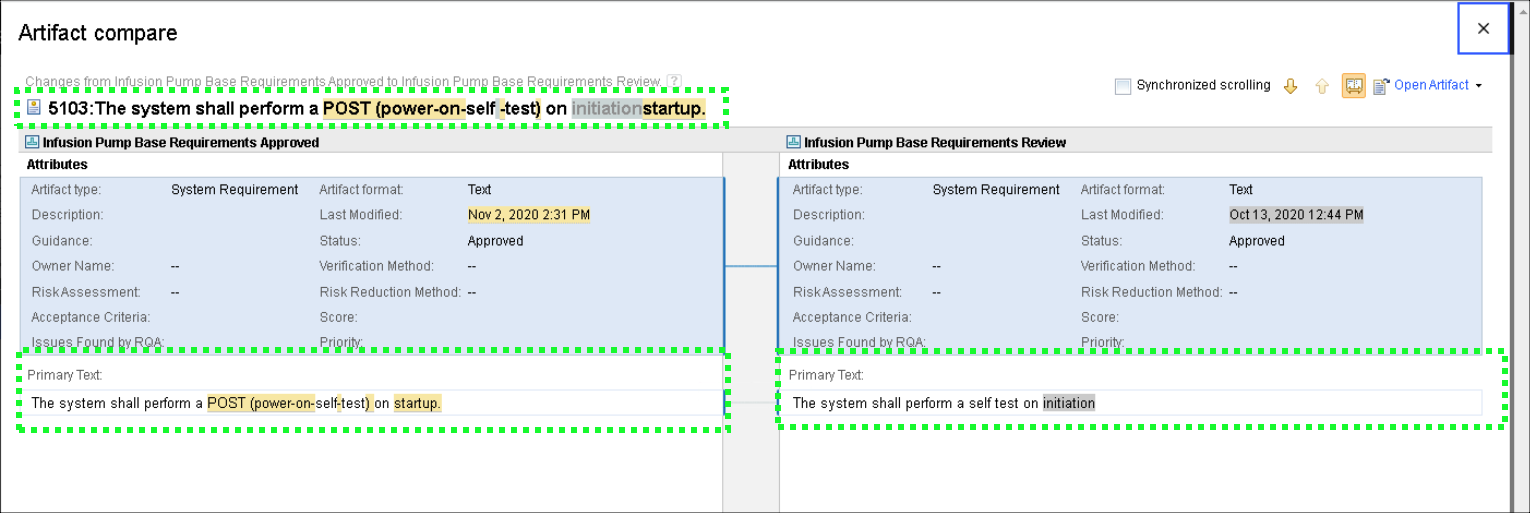 Artifact compare
Changes from Infusion Pump Base Requirements Approved to Infusion Pump Base Requirements Review. ?
Synchronized scrolling Open Artifact
5103:The system shall perform a POST (power-on-self -test) on initiationstartup.
Infusion Pump Base Requirements Approved Infusion Pump Base Requirements Review
Attributes Attributes
Artifact type: System Requirement Artifact format: Text Artifact type: System Requirement Artifact format: Text
Description: Last Modified: Nov 2, 2020 2:31 PM Description: Last Modified: Oct 13, 2020 12:44 PM
Guidance: Status: Approved Guidance: Status: Approved
Owner Name: -- Verification Method: -- Owner Name: -- Verification Method: --
RiskAssessment: -- Risk Reduction Method: -- RiskAssessment: -- Risk Reduction Method: --
Acceptance Criteria: Score: Acceptance Criteria: Score:
Issues Found by RQA: Priority: Issues Found by RQA: Priority:
Primary Text: Primary Text:
The system shall perform a POST (power-on-self-test) on startup. The system shall perform a self test on initiation